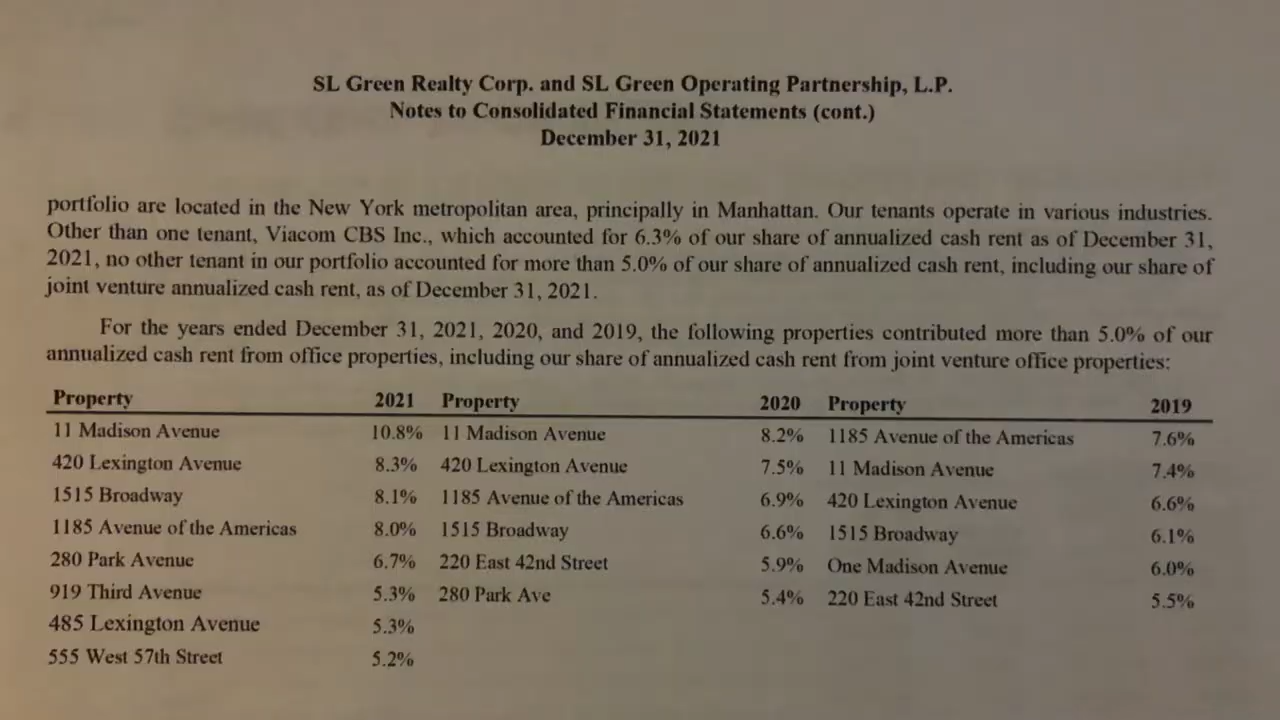 SL Green Realty Corp. and SL Green Operating Partnership, L.P.
Notes to Consolidated Financial Statements (cont.)
December 31, 2021
portfolio are located in the New York metropolitan area, principally in Manhattan. Our tenants operate in various industries.
Other than one tenant, Viacom CBS Inc., which accounted for 6.3% of our share of annualized cash rent as of December 31,
2021, no other tenant in our portfolio accounted for more than 5.0% of our share of annualized cash rent, including our share of
joint venture annualized cash rent, as of December 31, 2021.
For the years ended December 31, 2021, 2020, and 2019, the following properties contributed more than 5.0% of our
annualized cash rent from office properties, including our share of annualized cash rent from joint venture office properties:
Property 2021 Property 2020 Property 2019
11 Madison Avenue 10.8% 11 Madison Avenue 8.2% 1185 Avenue of the Americas 7.6%
420 Lexington Avenue 8.3% 420 Lexington Avenue 7.5% 11 Madison Avenue 7.4%
1515 Broadway 8.1% 1185 Avenue of the Americas 6.9% 420 Lexington Avenue 6.6%
1185 Avenue of the Americas 8.0% 1515 Broadway 6.6% 1515 Broadway 6.1%
280 Park Avenue 6.7% 220 East 42nd Street 5.9% One Madison Avenue 6.0%
919 Third Avenue 5.3% 280 Park Ave 5.4% 220 East 42nd Street 5.5%
485 Lexington Avenue 5.3%
555 West 57th Street 5.2%